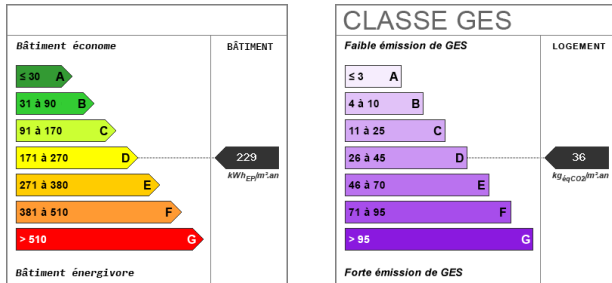 Bâtiment économe
BÂTIMENT
≤ 30 A
31 à 90 B
91 à 170 C
171 à 270 D
229
kWhEP/m².an
271 à 380 E
381 à 510 F
> 510 G
Bâtiment énergivore
CLASSE GES
Faible émission de GES
LOGEMENT
≤ 3 A
4 à 10 B
11 à 25 C
26 à 45 D
36
kgéqCO2/m².an
46 à 70 E
71 à 95 F
> 95 G
Forte émission de GES